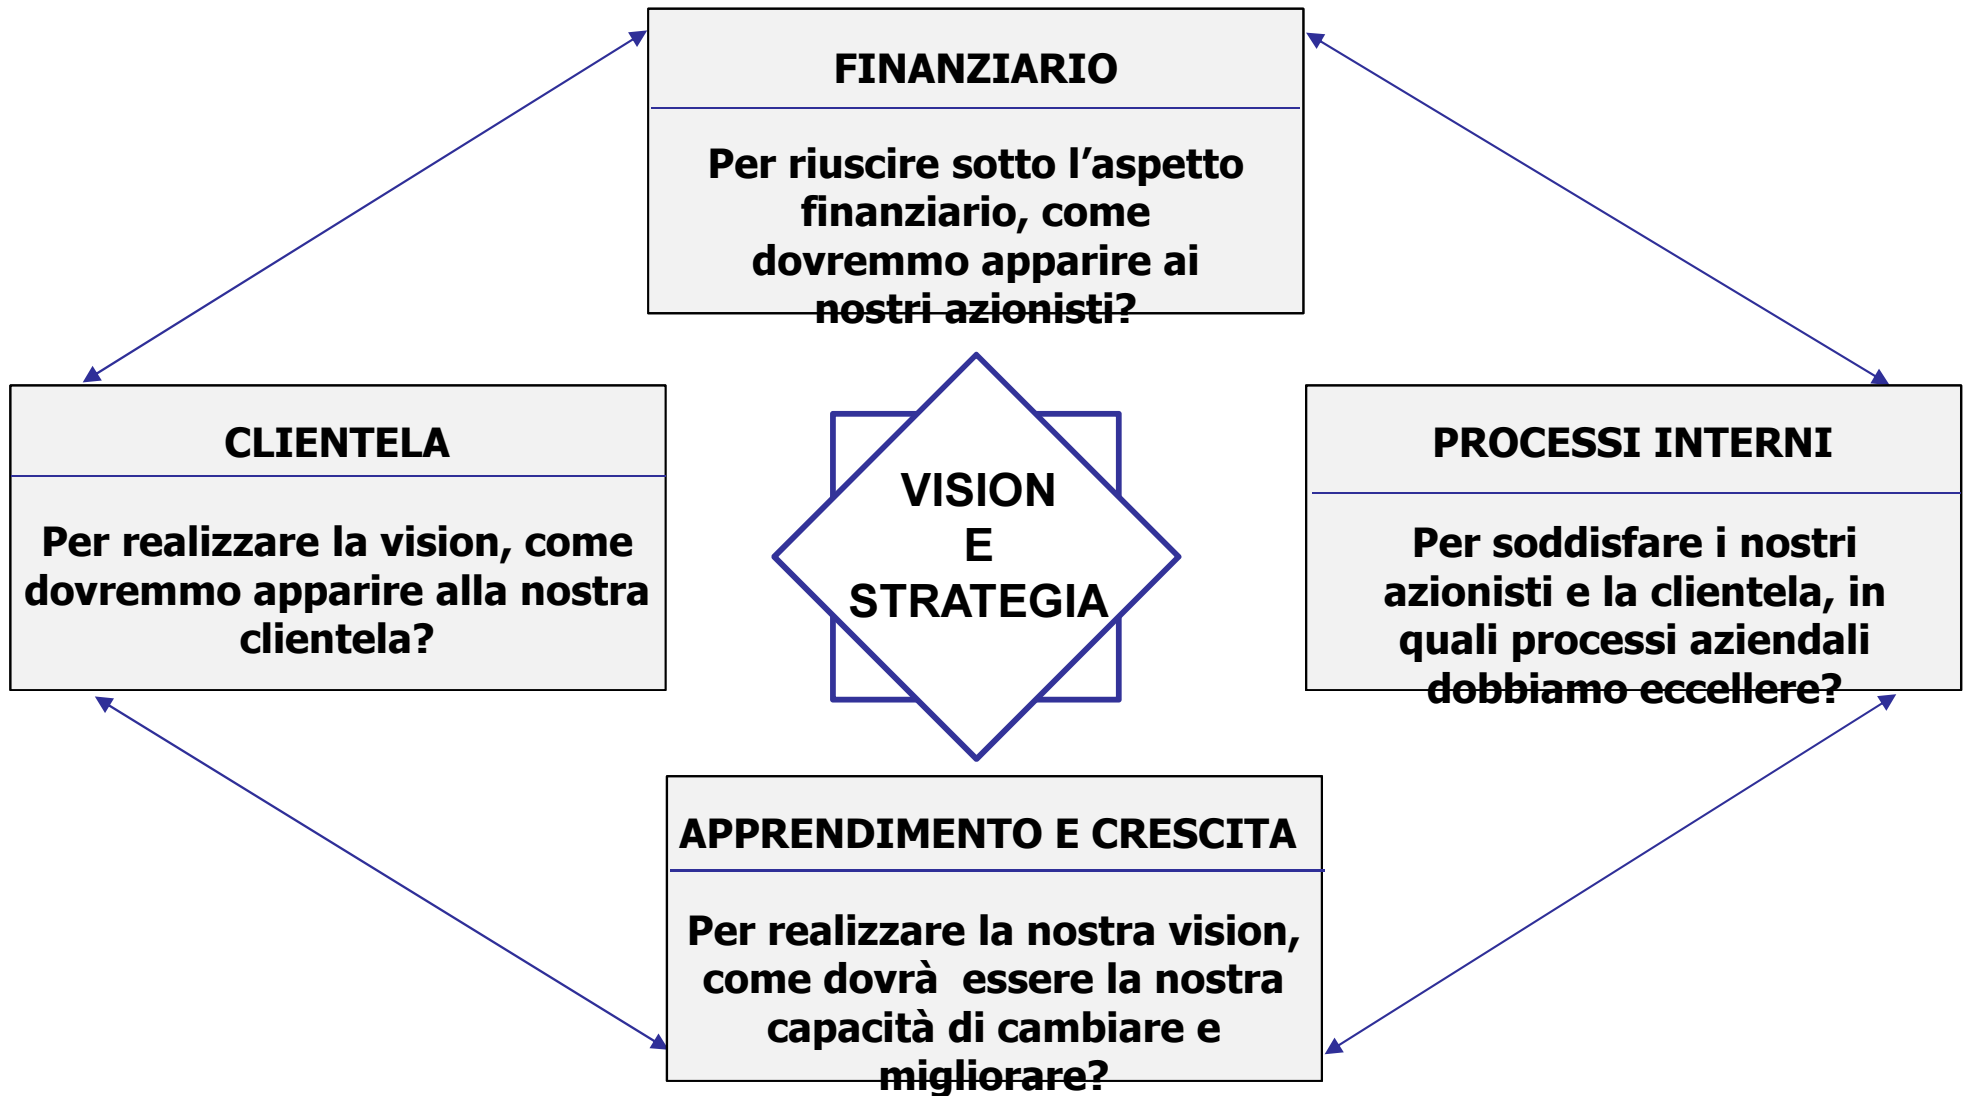 FINANZIARIO
Per riuscire sotto l’aspetto
finanziario, come
dovremmo apparire ai
nostri azionisti?
CLIENTELA
Per realizzare la vision, come
dovremmo apparire alla nostra
clientela?
VISION
E
STRATEGIA
PROCESSI INTERNI
Per soddisfare i nostri
azionisti e la clientela, in
quali processi aziendali
dobbiamo eccellere?
APPRENDIMENTO E CRESCITA
Per realizzare la nostra vision,
come dovrà  essere la nostra
capacità di cambiare e
migliorare?